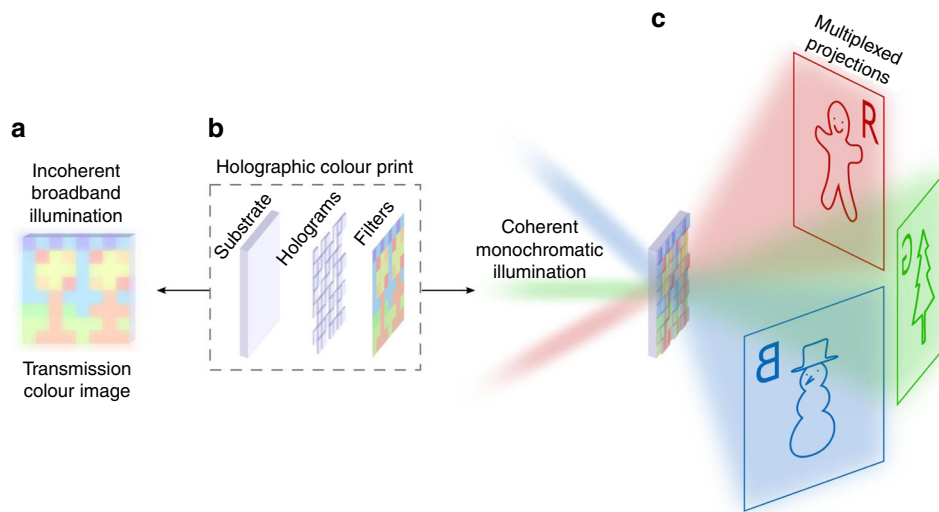 a
Incoherent
broadband
illumination
Transmission
colour image
b
Holographic colour print
Substrate
Holograms
Filters
Coherent
monochromatic
illumination
c
Multiplexed
projections
R
G
B